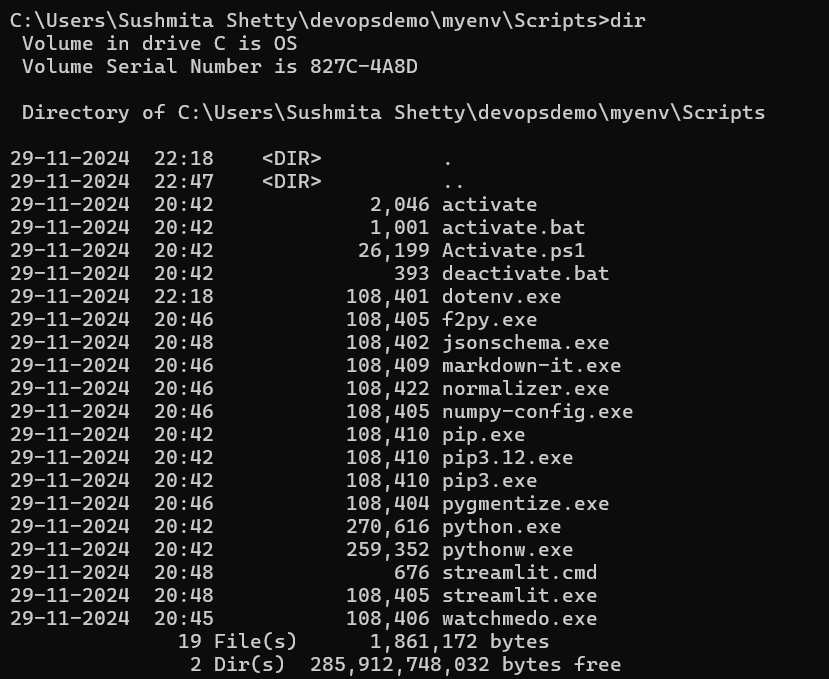 C:\Users\Sushmita Shetty\devopsdemo\myenv\Scripts>dir
 Volume in drive C is OS
 Volume Serial Number is 827C-4A8D

 Directory of C:\Users\Sushmita Shetty\devopsdemo\myenv\Scripts

29-11-2024  22:18    <DIR>          .
29-11-2024  22:47    <DIR>          ..
29-11-2024  20:42             2,046 activate
29-11-2024  20:42             1,001 activate.bat
29-11-2024  20:42            26,199 Activate.ps1
29-11-2024  20:42               393 deactivate.bat
29-11-2024  22:18           108,401 dotenv.exe
29-11-2024  20:46           108,405 f2py.exe
29-11-2024  20:48           108,402 jsonschema.exe
29-11-2024  20:46           108,409 markdown-it.exe
29-11-2024  20:46           108,422 normalizer.exe
29-11-2024  20:46           108,405 numpy-config.exe
29-11-2024  20:42           108,410 pip.exe
29-11-2024  20:42           108,410 pip3.12.exe
29-11-2024  20:42           108,410 pip3.exe
29-11-2024  20:46           108,404 pygmentize.exe
29-11-2024  20:42           270,616 python.exe
29-11-2024  20:42           259,352 pythonw.exe
29-11-2024  20:48               676 streamlit.cmd
29-11-2024  20:48           108,405 streamlit.exe
29-11-2024  20:45           108,406 watchmedo.exe
              19 File(s)      1,861,172 bytes
               2 Dir(s)  285,912,748,032 bytes free